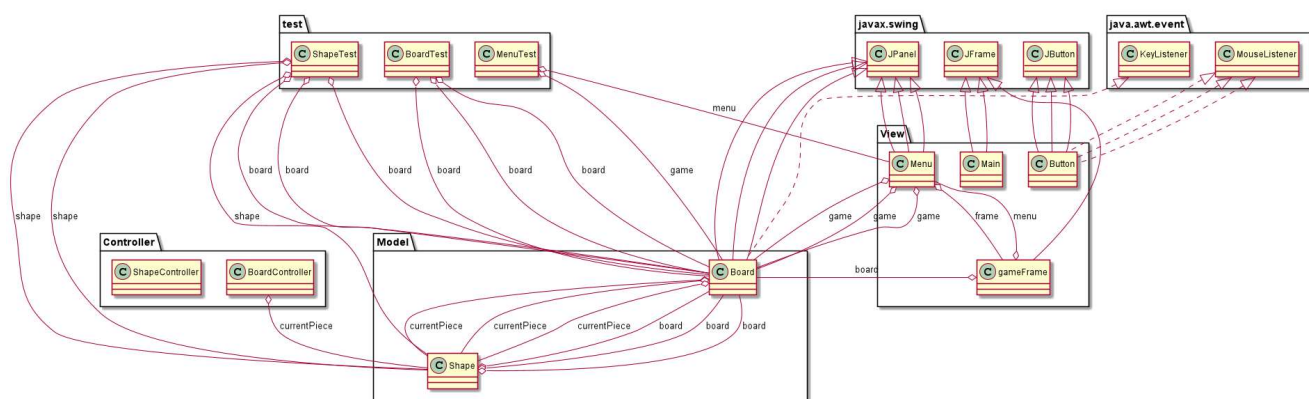 test
C ShapeTest
C BoardTest
C MenuTest
javax.swing
C JPanel
C JFrame
C JButton
java.awt.event
C KeyListener
C MouseListener
menu
View
C Menu
C Main
C Button
board
board
board
board
board
board
game
shape
shape
shape
game
game
game
frame
menu
Controller
C ShapeController
C BoardController
Model
C Board
board
C gameFrame
currentPiece
currentPiece
currentPiece
currentPiece
board
board
board
C Shape